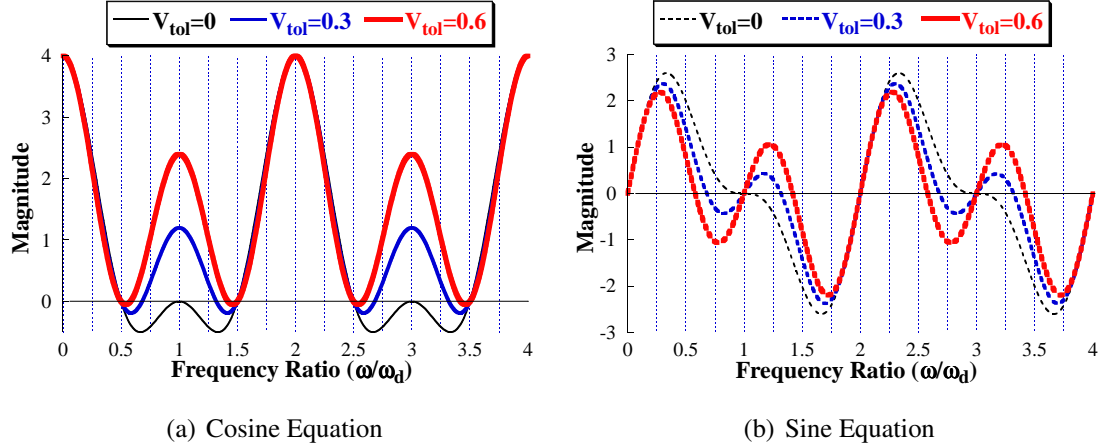 V_tol=0 V_tol=0.3 V_tol=0.6
4
3
2
1
0
Magnitude
0 0.5 1 1.5 2 2.5 3 3.5 4
Frequency Ratio (ω/ω_d)
(a) Cosine Equation
V_tol=0 V_tol=0.3 V_tol=0.6
3
2
1
0
-1
-2
-3
Magnitude
0 0.5 1 1.5 2 2.5 3 3.5 4
Frequency Ratio (ω/ω_d)
(b) Sine Equation